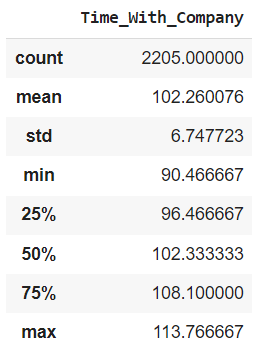 Time_With_Company
count 2205.000000
mean 102.260076
std 6.747723
min 90.466667
25% 96.466667
50% 102.333333
75% 108.100000
max 113.766667